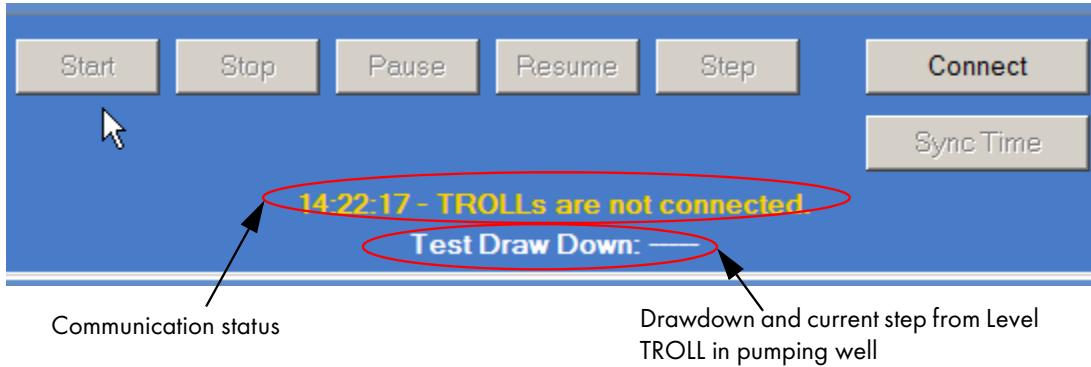 Start Stop Pause Resume Step Connect
Sync Time
14:22:17 - TROLLs are not connected.
Test Draw Down: -----
Communication status
Drawdown and current step from Level
TROLL in pumping well